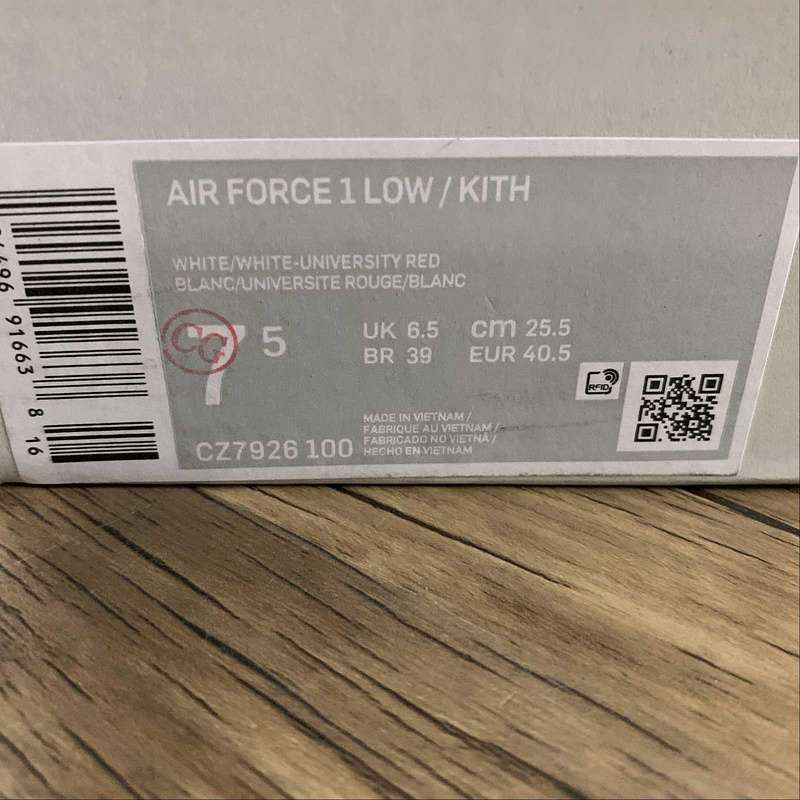 AIR FORCE 1 LOW / KITH
WHITE/WHITE-UNIVERSITY RED
BLANC/UNIVERSITE ROUGE/BLANC
7 5
CG
UK 6.5 cm 25.5
BR 39 EUR 40.5
RFID
MADE IN VIETNAM /
FABRIQUE AU VIETNAM /
FABRICADO NO VIETNÃ /
HECHO EN VIETNAM
CZ7926 100
91663 8 16